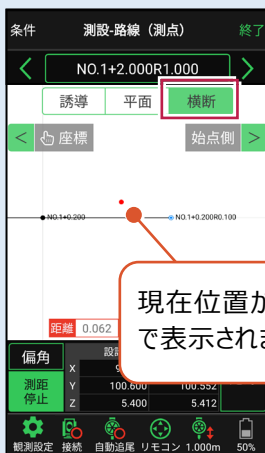 条件 測設-路線（測点） 終了
< NO.1+2.000R1.000 >
誘導 平面 横断
< 座標 始点側 >
NO.1+0.200 NO.1+0.200R0.100
現在位置が
で表示されま
距離 0.062
偏角
X
Y 100.600 100.552
Z 5.400 5.412
測距
停止
観測設定 接続 自動追尾 リモコン 1.000m 50%